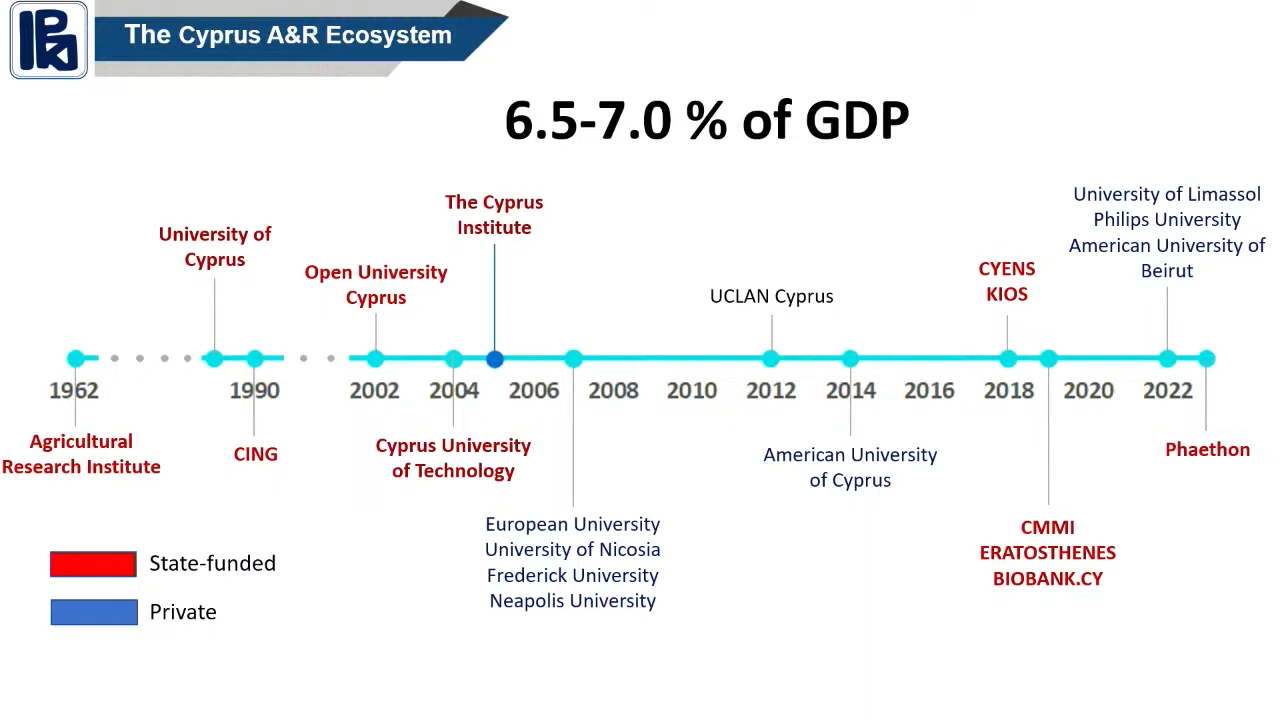 The Cyprus A&R Ecosystem
6.5-7.0 % of GDP
University of
Cyprus
Open University
Cyprus
The Cyprus
Institute
UCLAN Cyprus
CYENS
KIOS
University of Limassol
Philips University
American University of
Beirut
1962
1990
2002
2004
2006
2008
2010
2012
2014
2016
2018
2020
2022
Agricultural
Research Institute
CING
Cyprus University
of Technology
European University
University of Nicosia
Frederick University
Neapolis University
American University
of Cyprus
CMMI
ERATOSTHENES
BIOBANK.CY
Phaethon
State-funded
Private